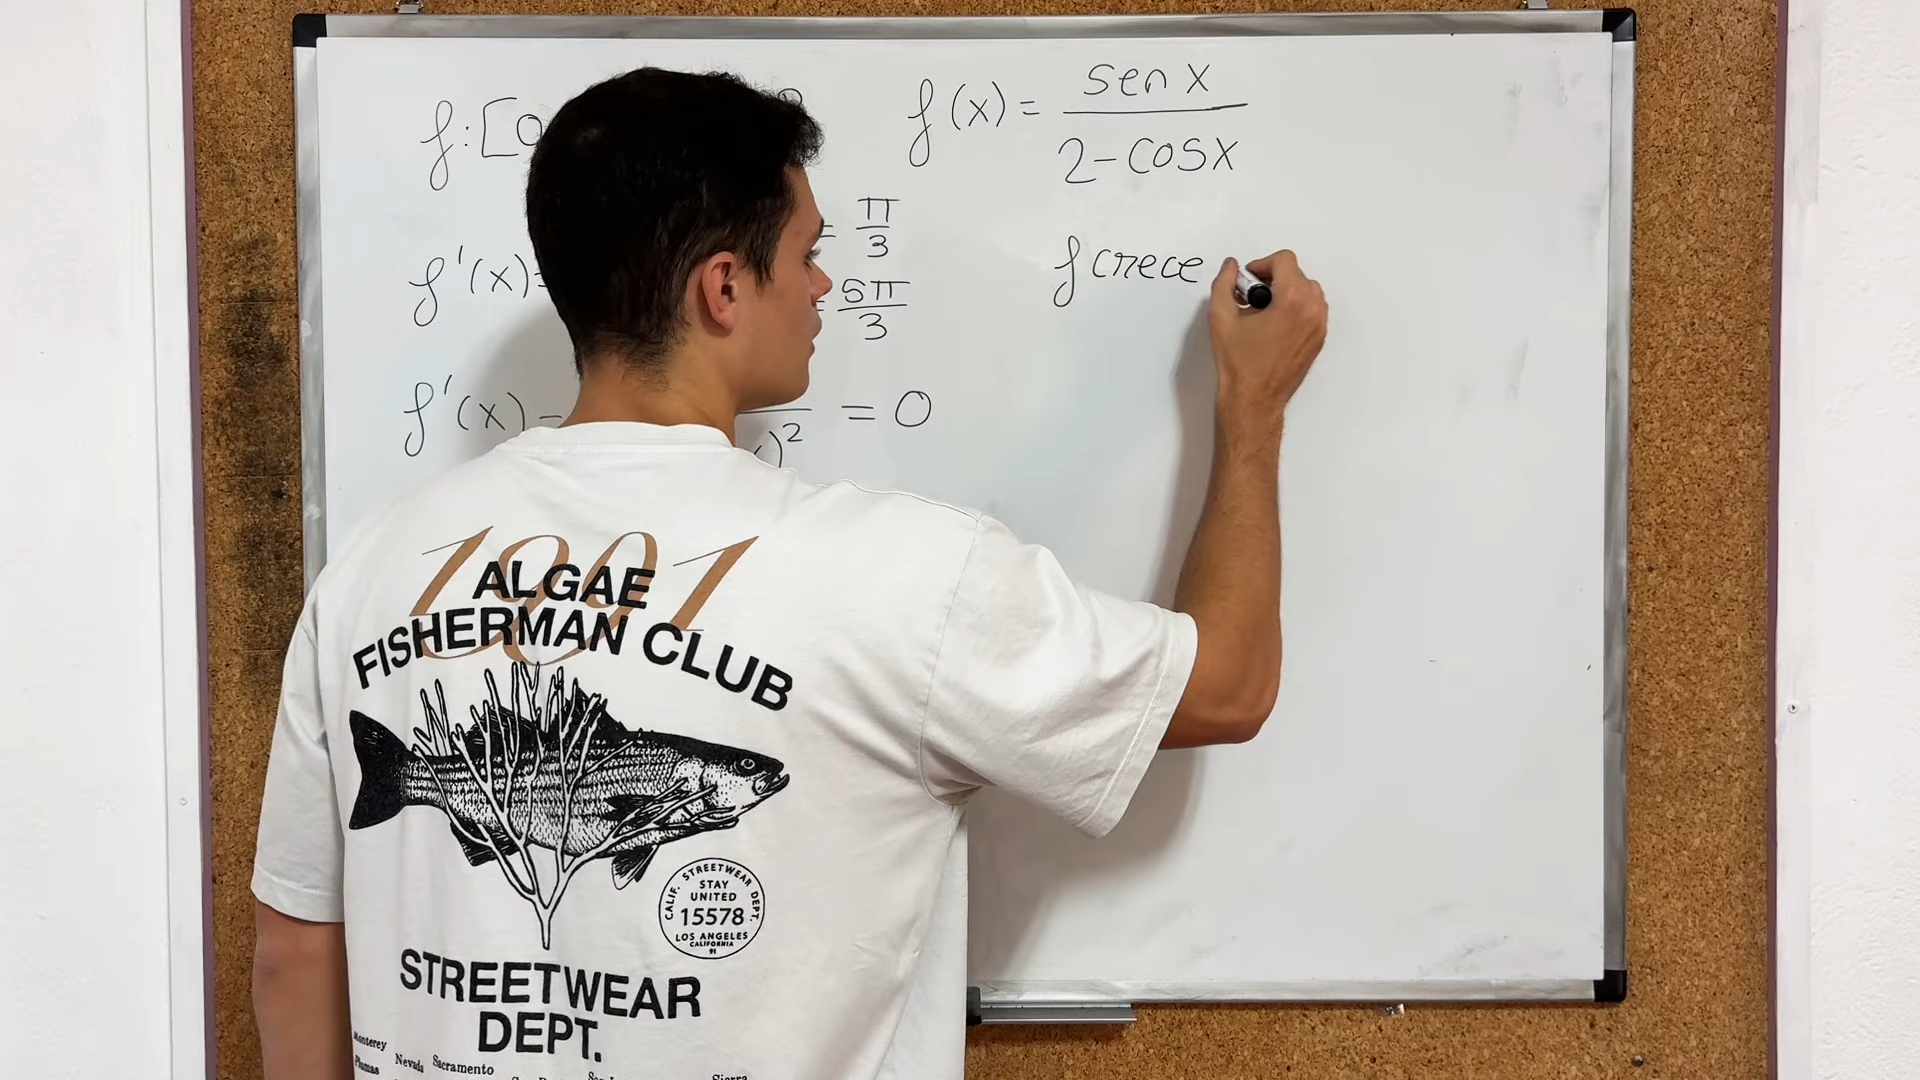 f: [0
f(x) = sen x / 2 - cos x
f'(x) =
= π/3
= 5π/3
f crece
f'(x) =
)² = 0
1991
ALGAE
FISHERMAN CLUB
CALIF. STREETWEAR DEPT.
STAY
UNITED
15578
LOS ANGELES
CALIFORNIA
91
STREETWEAR
DEPT.
Monterey
Plumas Nevada Sacramento
Sierra